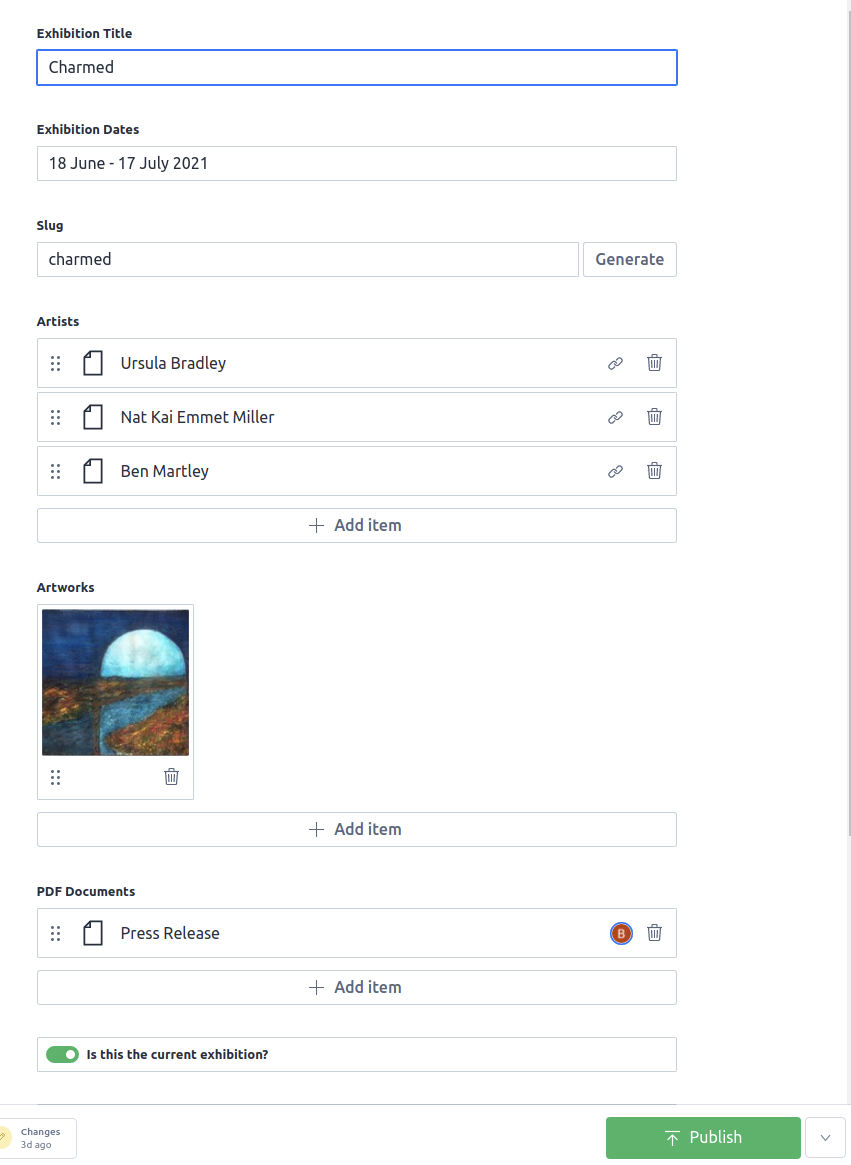 Exhibition Title
Charmed
Exhibition Dates
18 June - 17 July 2021
Slug
charmed
Generate
Artists
Ursula Bradley
Nat Kai Emmet Miller
Ben Martley
Add item
Artworks
Add item
PDF Documents
Press Release
B
Add item
Is this the current exhibition?
Changes
3d ago
Publish